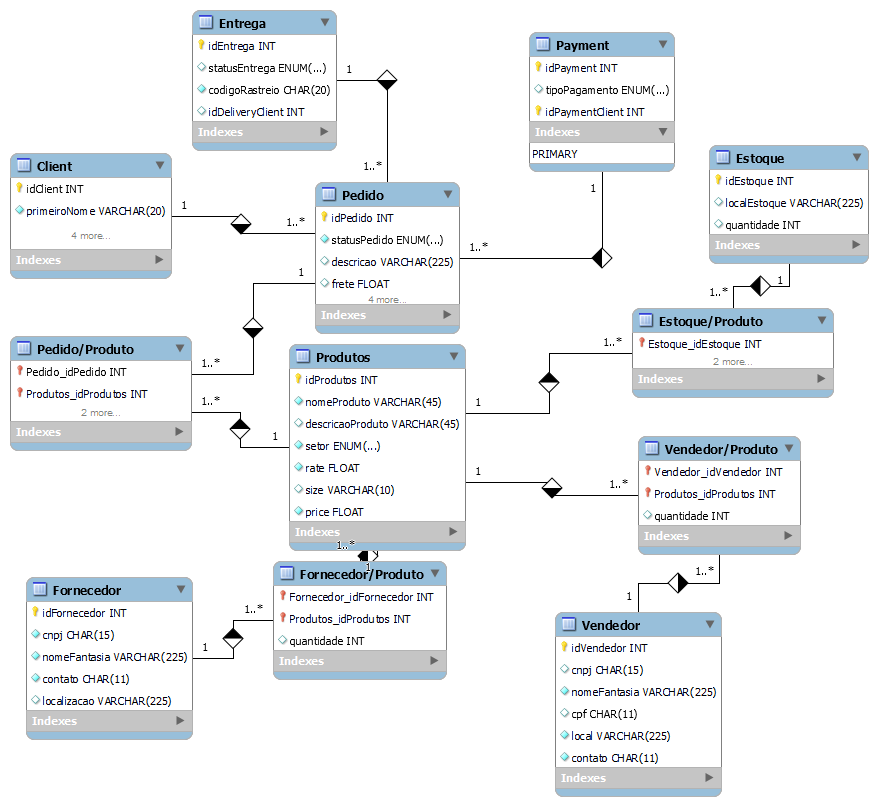 Entrega
idEntrega INT
statusEntrega ENUM(...)
codigoRastreio CHAR(20)
idDeliveryClient INT
Indexes
1
1..*
Payment
idPayment INT
tipoPagamento ENUM(...)
idPaymentClient INT
Indexes
PRIMARY
1
1..*
Client
idClient INT
primeiroNome VARCHAR(20)
4 more...
Indexes
1
1..*
Pedido
idPedido INT
statusPedido ENUM(...)
descricao VARCHAR(225)
frete FLOAT
4 more...
Indexes
1
1..*
Estoque
idEstoque INT
localEstoque VARCHAR(225)
quantidade INT
Indexes
1
1..*
Estoque/Produto
Estoque_idEstoque INT
2 more...
Indexes
1..*
1
Pedido/Produto
Pedido_idPedido INT
Produtos_idProdutos INT
2 more...
Indexes
1..*
1
Produtos
idProdutos INT
nomeProduto VARCHAR(45)
descricaoProduto VARCHAR(45)
setor ENUM(...)
rate FLOAT
size VARCHAR(10)
price FLOAT
Indexes
1
1..*
Vendedor/Produto
Vendedor_idVendedor INT
Produtos_idProdutos INT
quantidade INT
Indexes
1..*
1
1..*
1
Fornecedor/Produto
Fornecedor_idFornecedor INT
Produtos_idProdutos INT
quantidade INT
Indexes
1..*
1
Fornecedor
idFornecedor INT
cnpj CHAR(15)
nomeFantasia VARCHAR(225)
contato CHAR(11)
localizacao VARCHAR(225)
Indexes
Vendedor
idVendedor INT
cnpj CHAR(15)
nomeFantasia VARCHAR(225)
cpf CHAR(11)
local VARCHAR(225)
contato CHAR(11)
Indexes